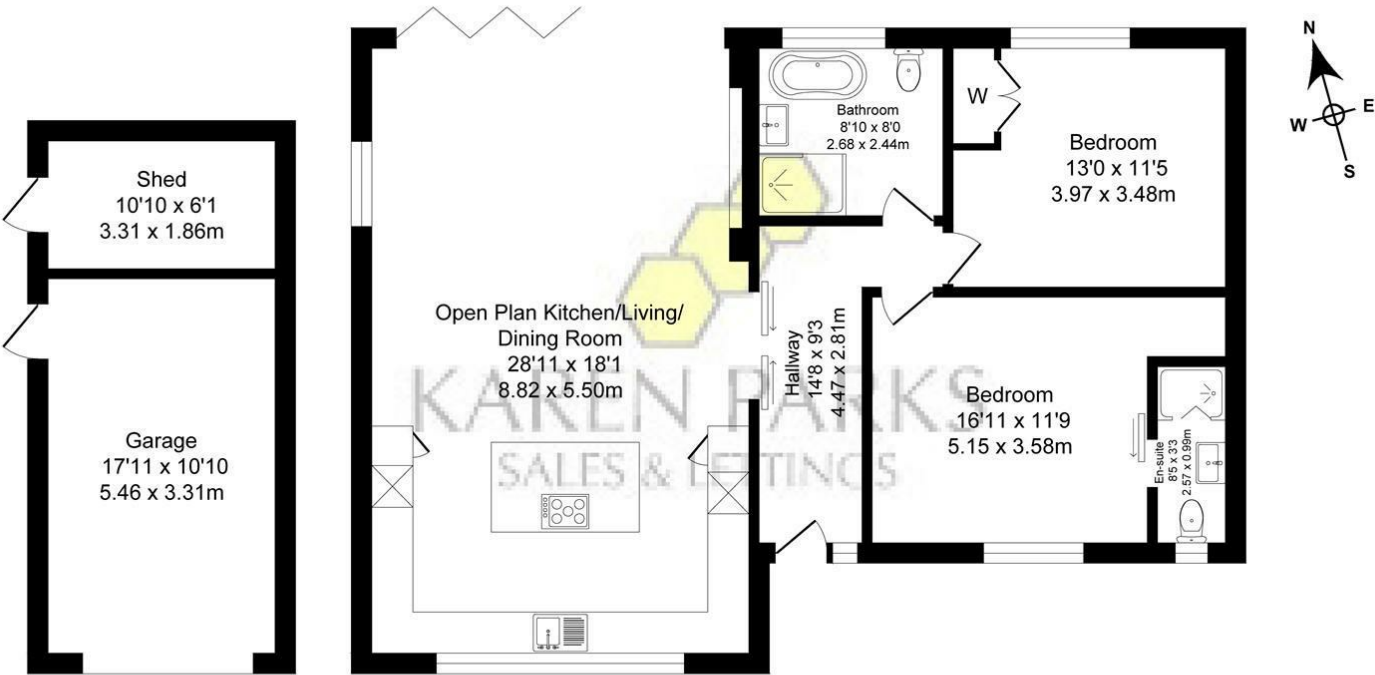 N
W
E
S
Shed
10'10 x 6'1
3.31 x 1.86m
Garage
17'11 x 10'10
5.46 x 3.31m
Open Plan Kitchen/Living/
Dining Room
28'11 x 18'1
8.82 x 5.50m
Bathroom
8'10 x 8'0
2.68 x 2.44m
W
Bedroom
13'0 x 11'5
3.97 x 3.48m
Hallway
14'8 x 9'3
4.47 x 2.81m
Bedroom
16'11 x 11'9
5.15 x 3.58m
En-suite
8'5 x 3'3
2.57 x 0.99m
KAREN PARKS
SALES & LETTINGS